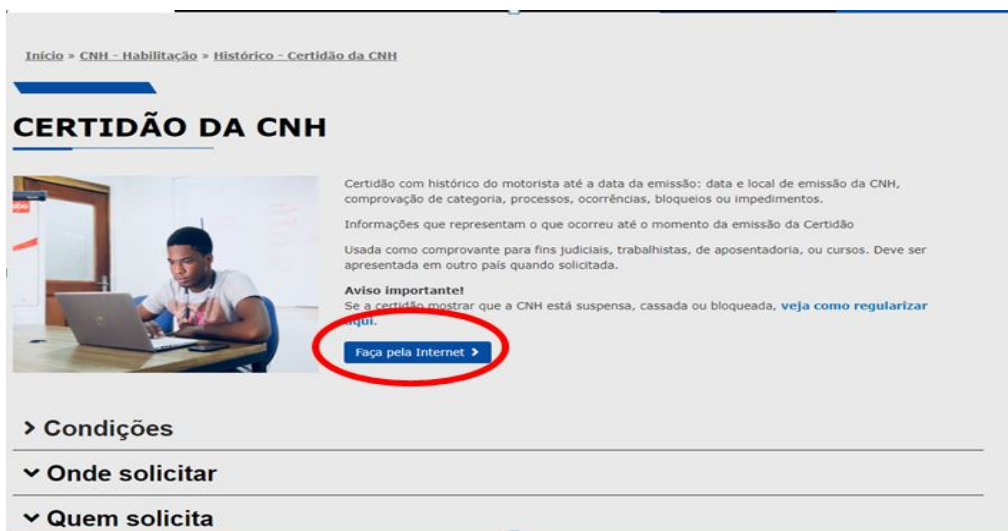 Início » CNH - Habilitação » Histórico - Certidão da CNH
CERTIDÃO DA CNH
Certidão com histórico do motorista até a data da emissão: data e local de emissão da CNH,
comprovação de categoria, processos, ocorrências, bloqueios ou impedimentos.
Informações que representam o que ocorreu até o momento da emissão da Certidão
Usada como comprovante para fins judiciais, trabalhistas, de aposentadoria, ou cursos. Deve ser
apresentada em outro país quando solicitada.
Aviso importante!
Se a certidão mostrar que a CNH está suspensa, cassada ou bloqueada, veja como regularizar
aqui.
Faça pela Internet >
> Condições
Onde solicitar
Quem solicita